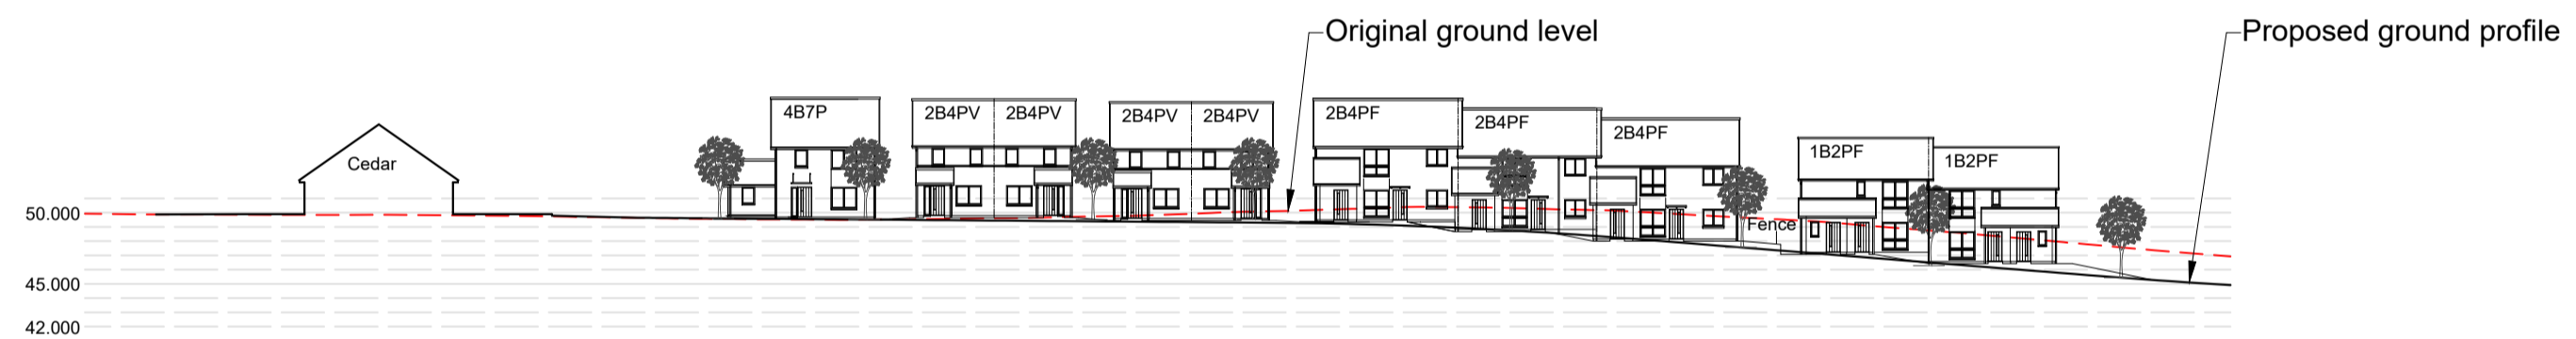 Original ground level
Proposed ground profile
4B7P
2B4PV
2B4PV
2B4PV
2B4PV
2B4PF
2B4PF
2B4PF
1B2PF
1B2PF
Cedar
Fence
50.000
45.000
42.000